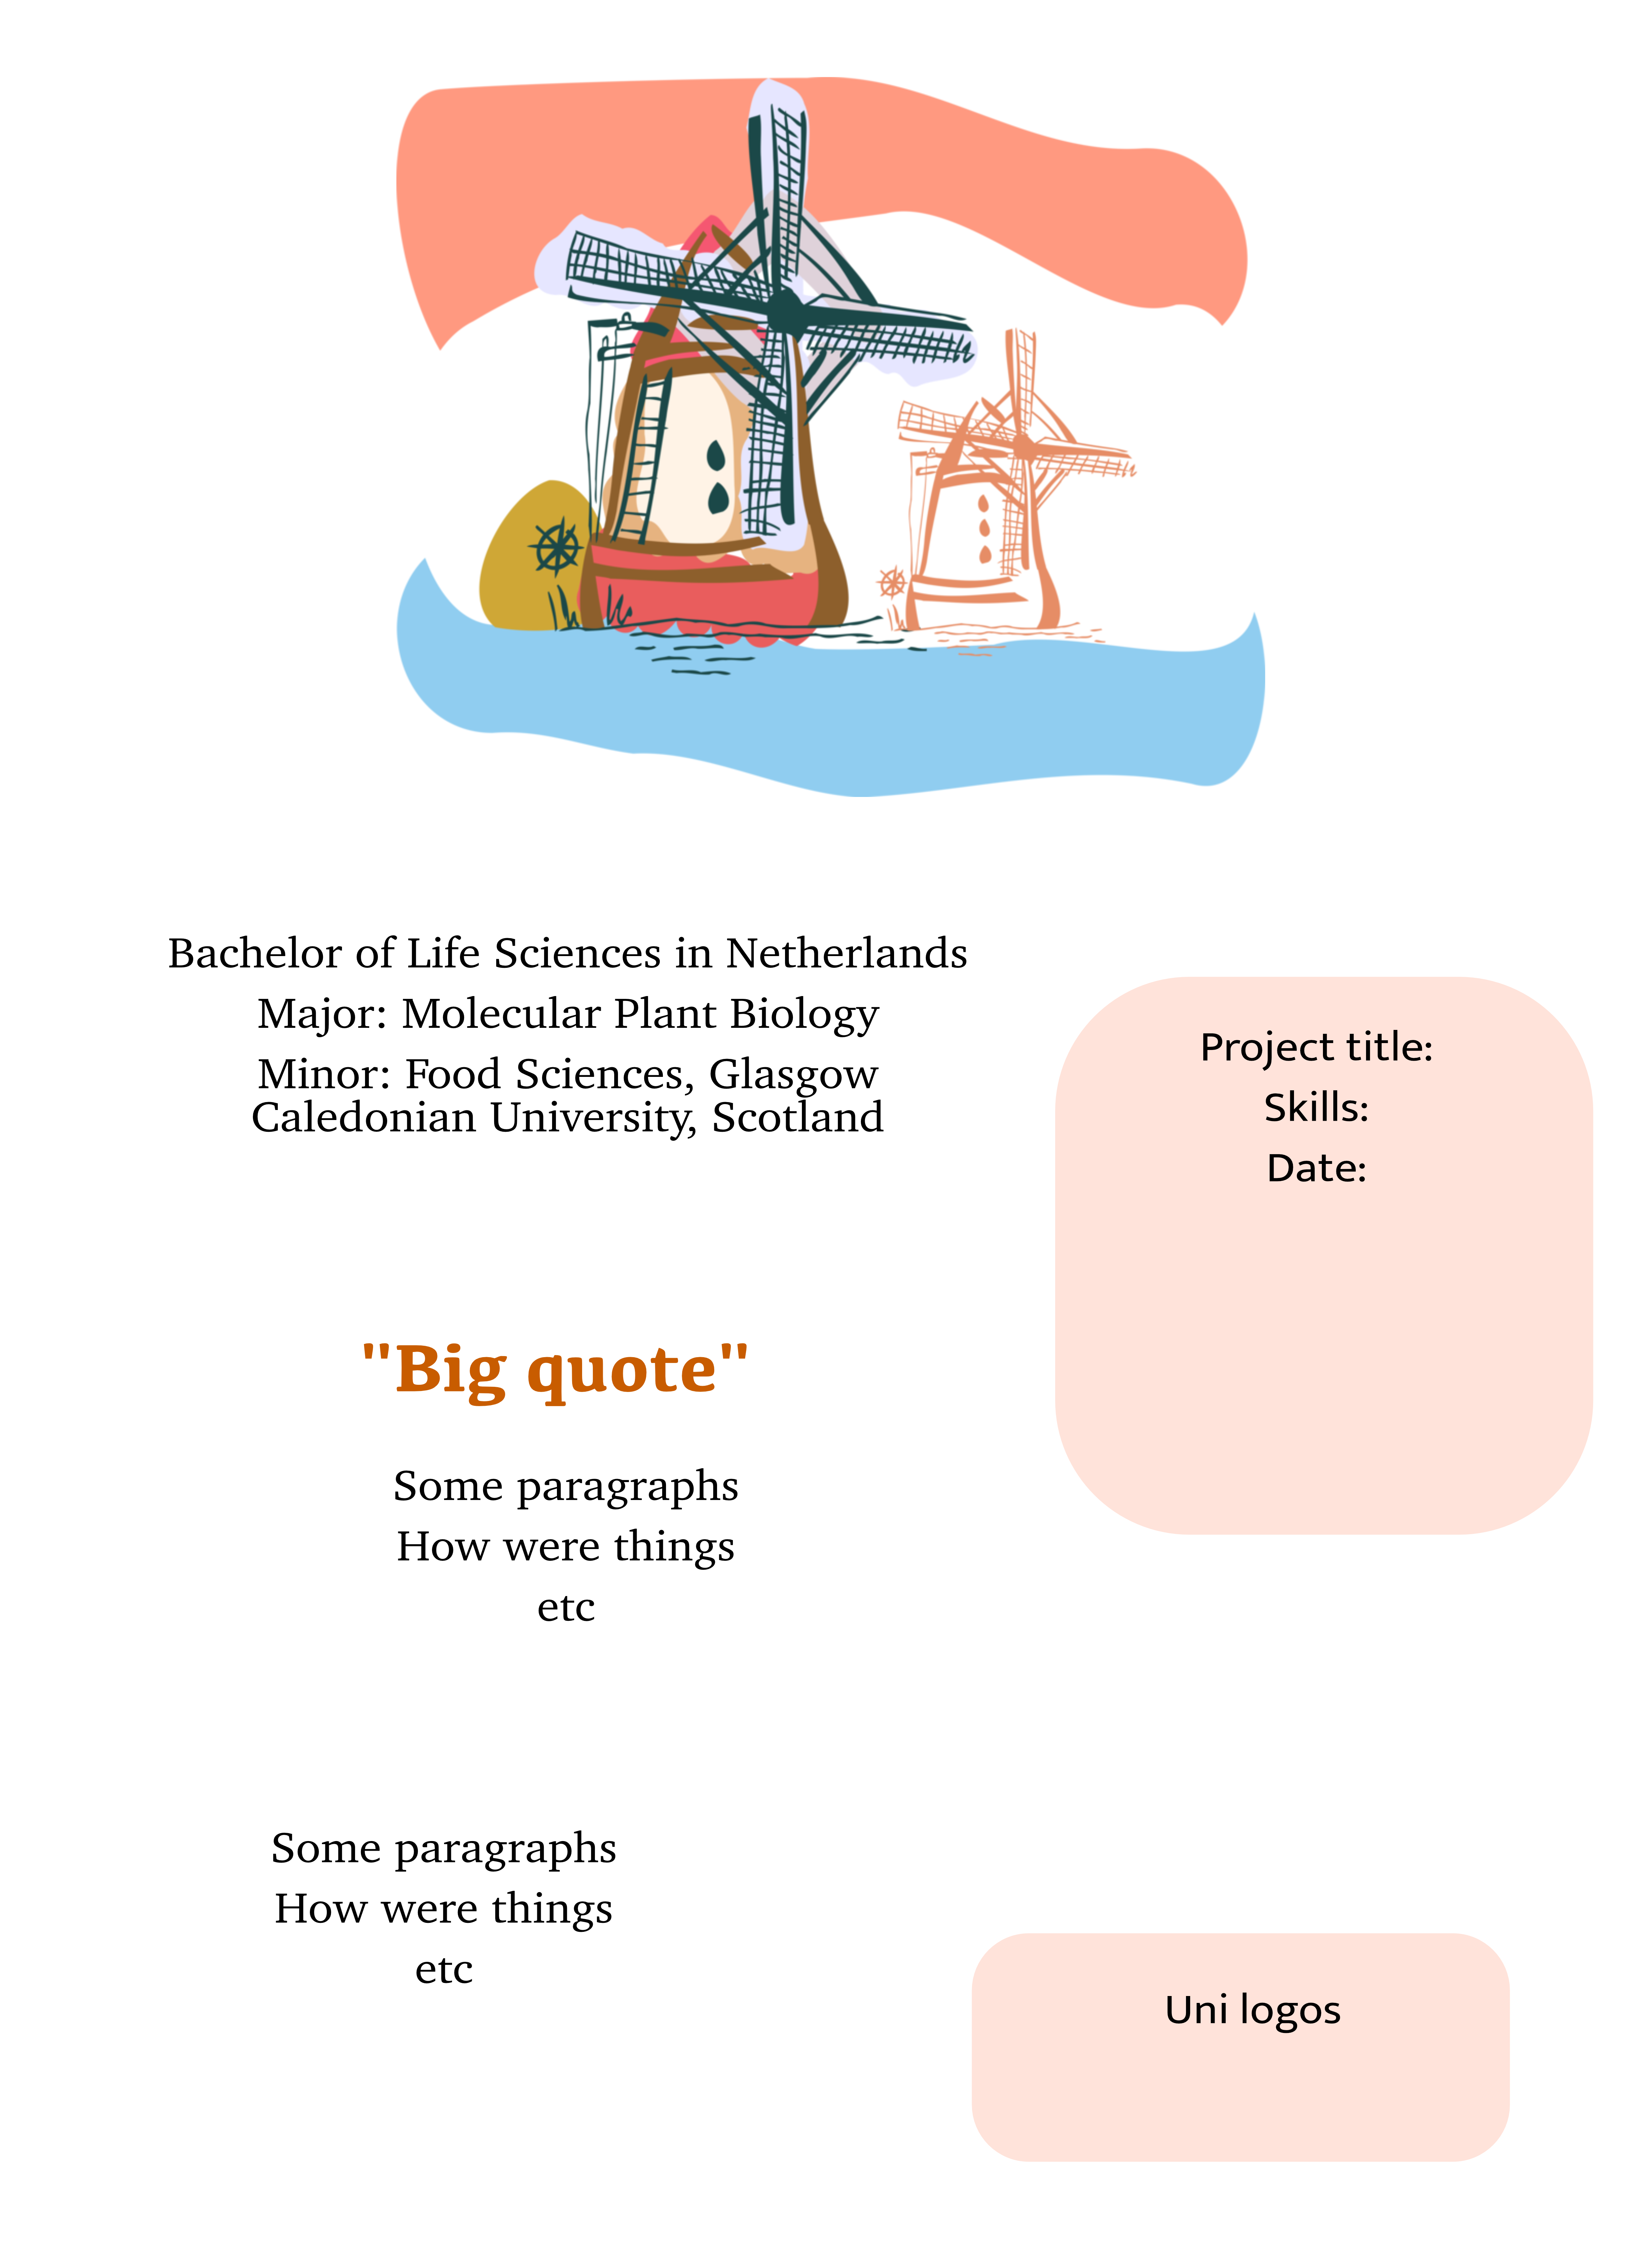 Bachelor of Life Sciences in Netherlands
Major: Molecular Plant Biology
Minor: Food Sciences, Glasgow
Caledonian University, Scotland
Project title:
Skills:
Date:
"Big quote"
Some paragraphs
How were things
etc
Some paragraphs
How were things
etc
Uni logos